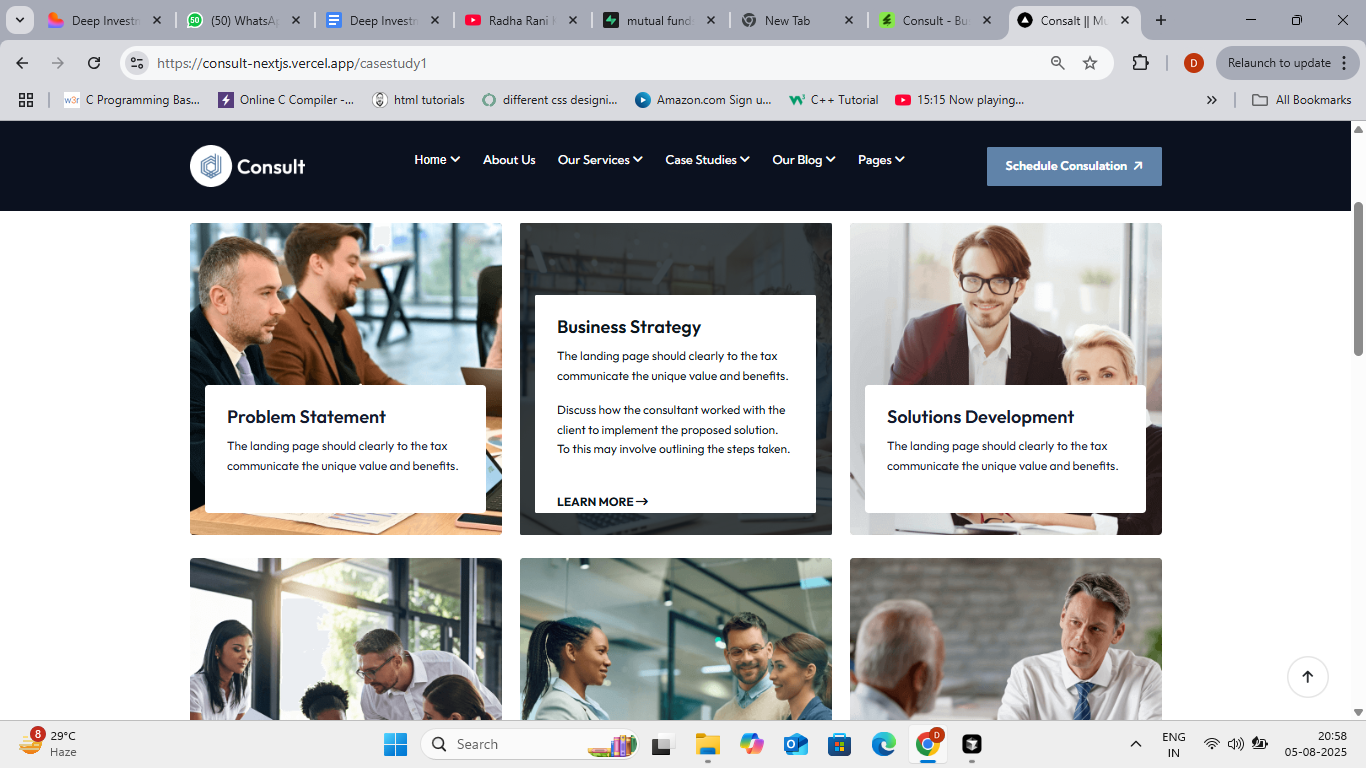 Deep Investm
(50) WhatsAp
Deep Investm
Radha Rani
mutual fund
New Tab
Consult - Bu
Consalt || Mu
https://consult-nextjs.vercel.app/casestudy1
D
Relaunch to update
C Programming Bas...
Online C Compiler -...
html tutorials
different css designi...
Amazon.com Sign u...
C++ Tutorial
15:15 Now playing...
All Bookmarks
Consult
Home
About Us
Our Services
Case Studies
Our Blog
Pages
Schedule Consulation
Problem Statement
The landing page should clearly to the tax
communicate the unique value and benefits.
Business Strategy
The landing page should clearly to the tax
communicate the unique value and benefits.
Discuss how the consultant worked with the
client to implement the proposed solution.
To this may involve outlining the steps taken.
LEARN MORE
Solutions Development
The landing page should clearly to the tax
communicate the unique value and benefits.
8
29°C
Haze
Search
D
ENG
IN
20:58
05-08-2025